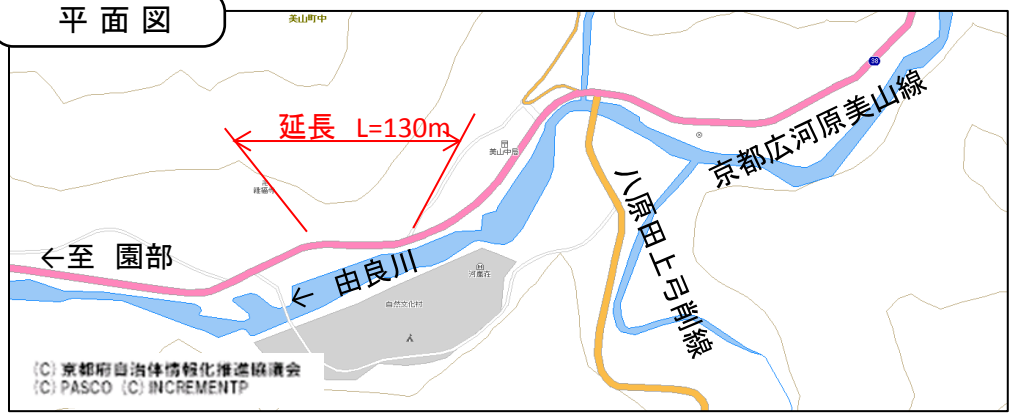 平面図
美山町中
38
延長 L=130m
美山中局
京都広河原美山線
八原田上弓削線
←至 園部
← 由良川
河鹿荘
自然文化村
(C) 京都府自治体情報化推進協議会
(C) PASCO (C) INCREMENTP